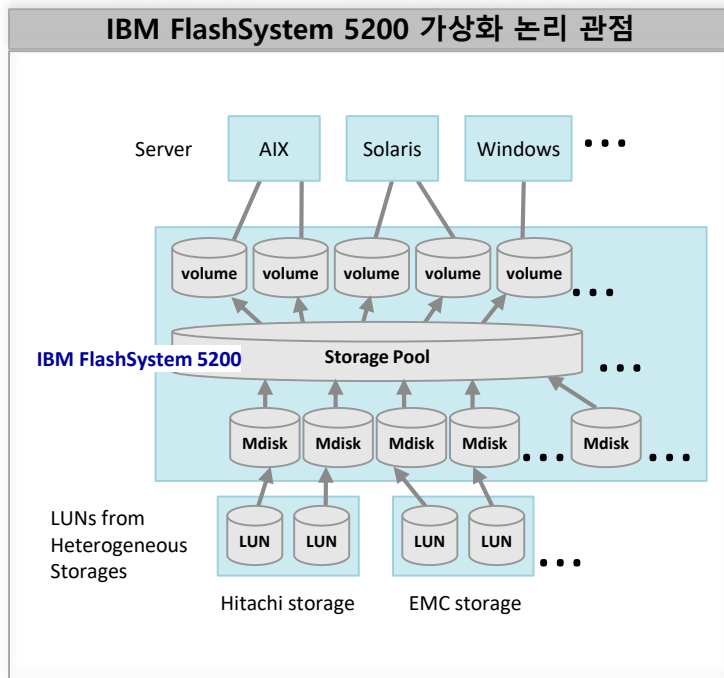 IBM FlashSystem 5200 가상화 논리 관점
Server
AIX
Solaris
Windows
...
volume
volume
volume
volume
volume
...
IBM FlashSystem 5200
Storage Pool
...
Mdisk
Mdisk
Mdisk
Mdisk
...
Mdisk
...
LUNs from
Heterogeneous
Storages
LUN
LUN
LUN
LUN
...
Hitachi storage
EMC storage